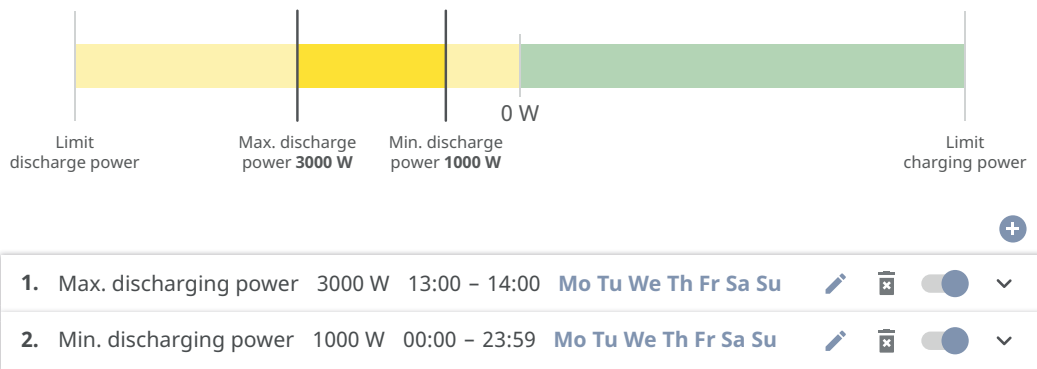 0 W
Limit
discharge power
Max. discharge
power 3000 W
Min. discharge
power 1000 W
Limit
charging power
1. Max. discharging power 3000 W 13:00 – 14:00 Mo Tu We Th Fr Sa Su
2. Min. discharging power 1000 W 00:00 – 23:59 Mo Tu We Th Fr Sa Su